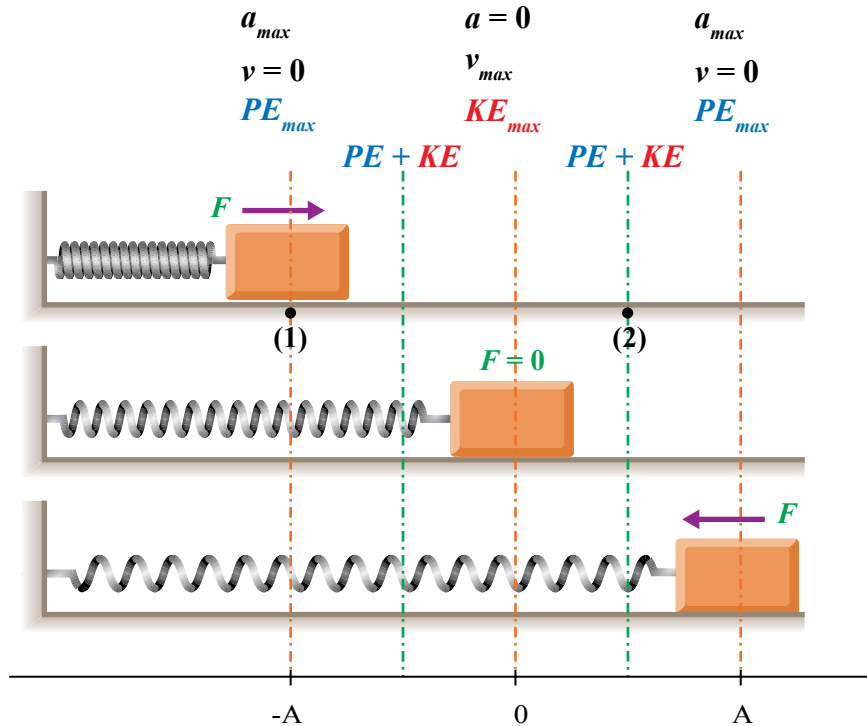 a_max a = 0 a_max
v = 0 v_max v = 0
PE_max KE_max PE_max
PE + KE PE + KE
F
(1) (2)
F = 0
F
-A 0 A